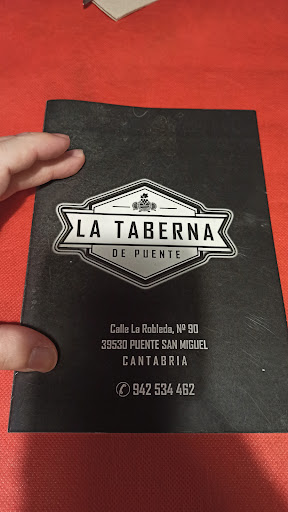 LA TABERNA
DE PUENTE
Calle La Robleda, Nº 90
39530 PUENTE SAN MIGUEL
CANTABRIA
942 534 462